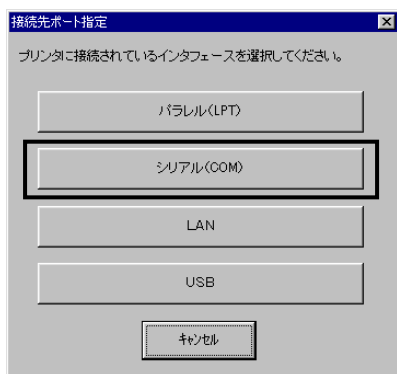 接続先ポート指定
プリンタに接続されているインタフェースを選択してください。
パラレル(LPT)
シリアル(COM)
LAN
USB
キャンセル